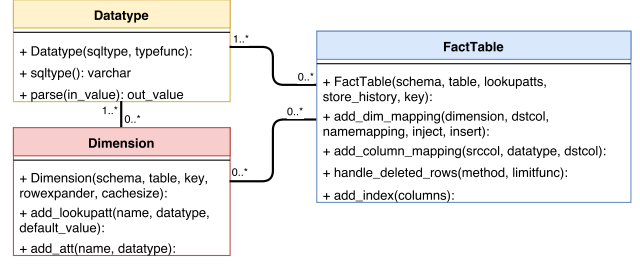 Datatype
+ Datatype(sqltype, typefunc):
+ sqltype(): varchar
+ parse(in_value): out_value
1..*
0..*
1..*
0..*
Dimension
+ Dimension(schema, table, key,
rowexpander, cachesize):
+ add_lookupatt(name, datatype,
default_value):
+ add_att(name, datatype):
0..*
0..*
FactTable
+ FactTable(schema, table, lookupatts,
store_history, key):
+ add_dim_mapping(dimension, dstcol,
namemapping, inject, insert):
+ add_column_mapping(srccol, datatype, dstcol):
+ handle_deleted_rows(method, limitfunc):
+ add_index(columns):